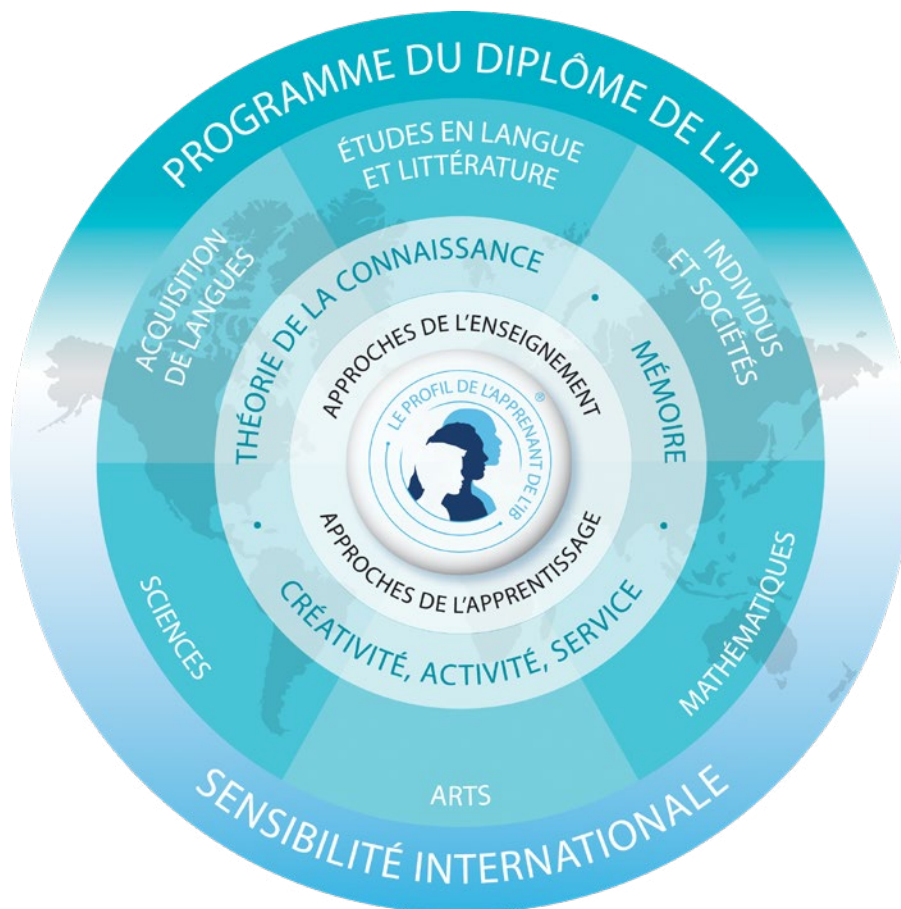 PROGRAMME DU DIPLÔME DE L'IB
ÉTUDES EN LANGUE
ET LITTÉRATURE
ACQUISITION
DE LANGUES
INDIVIDUS
ET SOCIÉTÉS
THÉORIE DE LA CONNAISSANCE
MÉMOIRE
APPROCHES DE L'ENSEIGNEMENT
LE PROFIL DE L'APPRENANT DE L'IB
®
APPROCHES DE L'APPRENTISSAGE
CRÉATIVITÉ, ACTIVITÉ, SERVICE
SCIENCES
MATHÉMATIQUES
ARTS
SENSIBILITÉ INTERNATIONALE